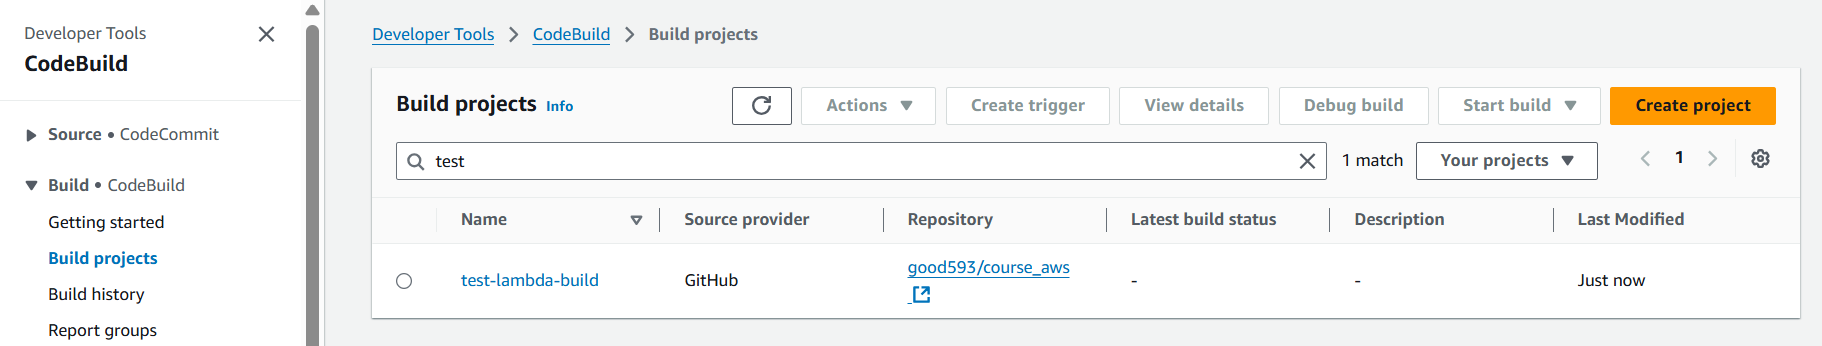 Developer Tools
CodeBuild
Source • CodeCommit
Build • CodeBuild
Getting started
Build projects
Build history
Report groups
Developer Tools > CodeBuild > Build projects
Build projects Info
Actions Create trigger View details Debug build Start build Create project
test
1 match Your projects 1
Name Source provider Repository Latest build status Description Last Modified
test-lambda-build GitHub good593/course_aws - - Just now